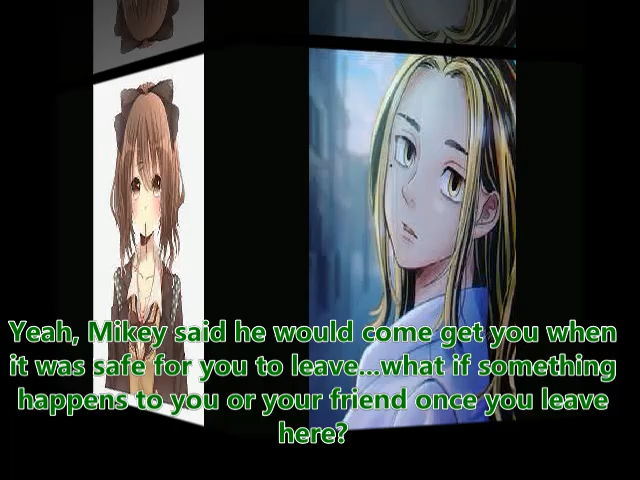 Yeah, Mikey said he would come get you when
it was safe for you to leave...what if something
happens to you or your friend once you leave
here?